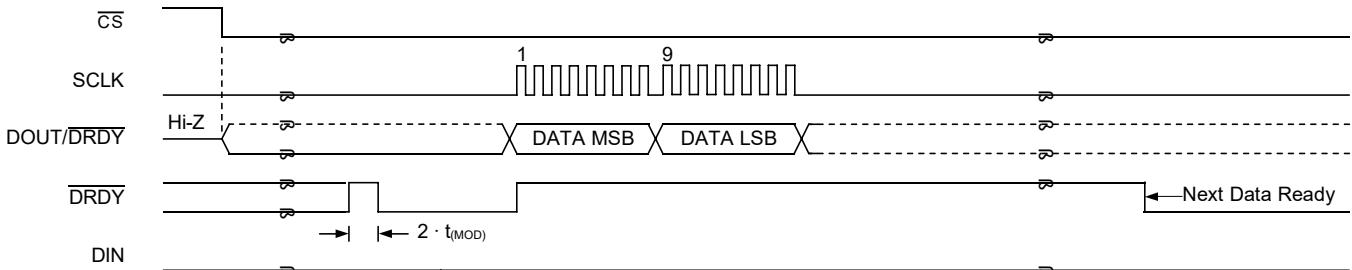 CS
1 9
SCLK
Hi-Z
DOUT/DRDY DATA MSB DATA LSB
DRDY Next Data Ready
2 · t(MOD)
DIN